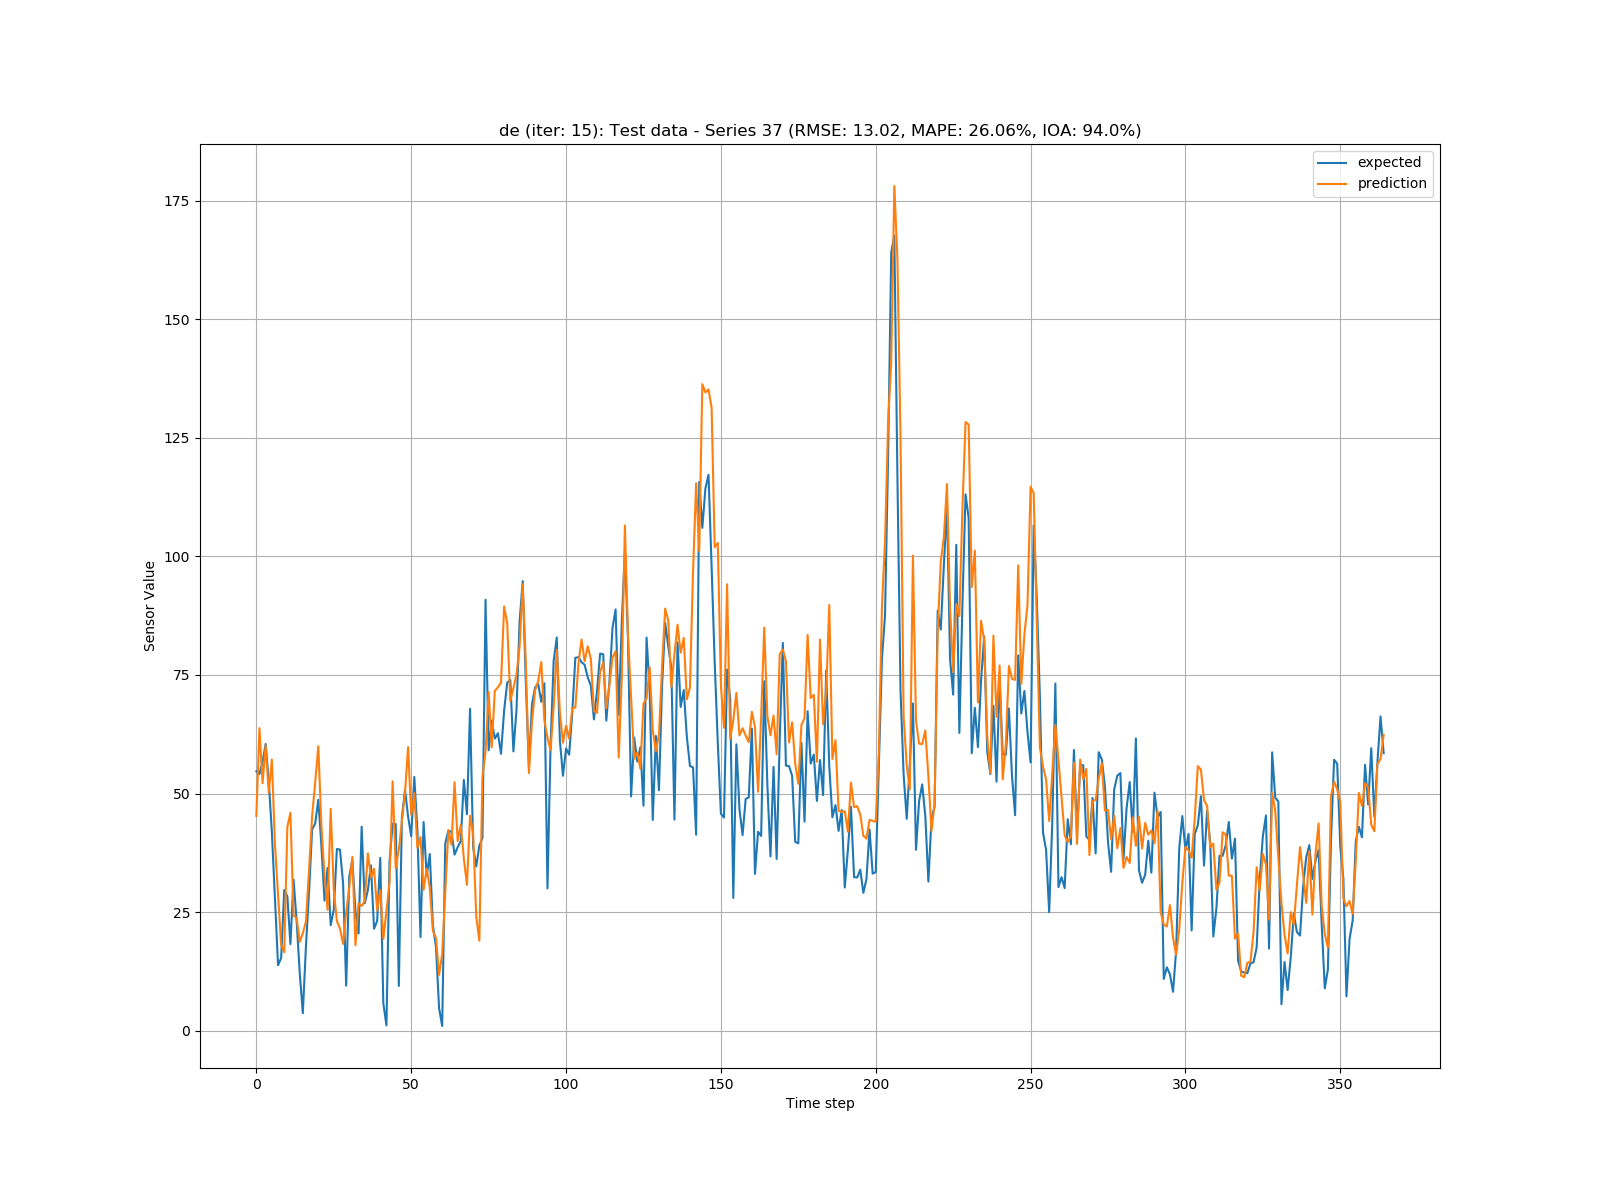 de (iter: 15): Test data - Series 37 (RMSE: 13.02, MAPE: 26.06%, IOA: 94.0%)
expected
prediction
175
150
125
100
75
50
25
0
Sensor Value
0 50 100 150 200 250 300 350
Time step